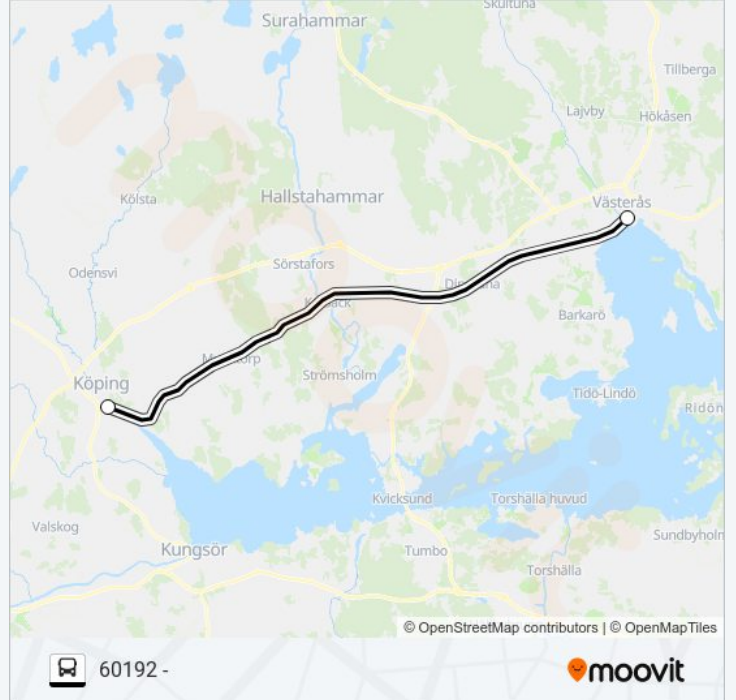 Skultuna
Surahammar
Tillberga
Lajvby
Hökåsen
Kölsta
Hallstahammar
Västerås
Sörstafors
Odensvi
Barkarö
Köping
Strömsholm
Tidö-Lindö
Ridön
Kvicksund
Torshälla huvud
Valskog
Sundbyholm
Kungsör
Tumbo
Torshälla
© OpenStreetMap contributors | © OpenMapTiles
60192 -
moovit